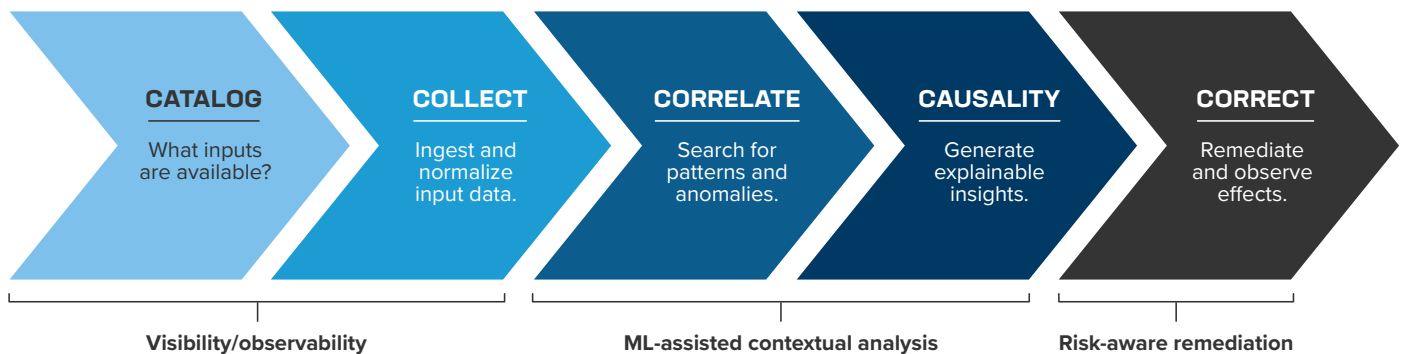 CATALOG
What inputs
are available?
COLLECT
Ingest and
normalize
input data.
CORRELATE
Search for
patterns and
anomalies.
CAUSALITY
Generate
explainable
insights.
CORRECT
Remediate
and observe
effects.
Visibility/observability
ML-assisted contextual analysis
Risk-aware remediation